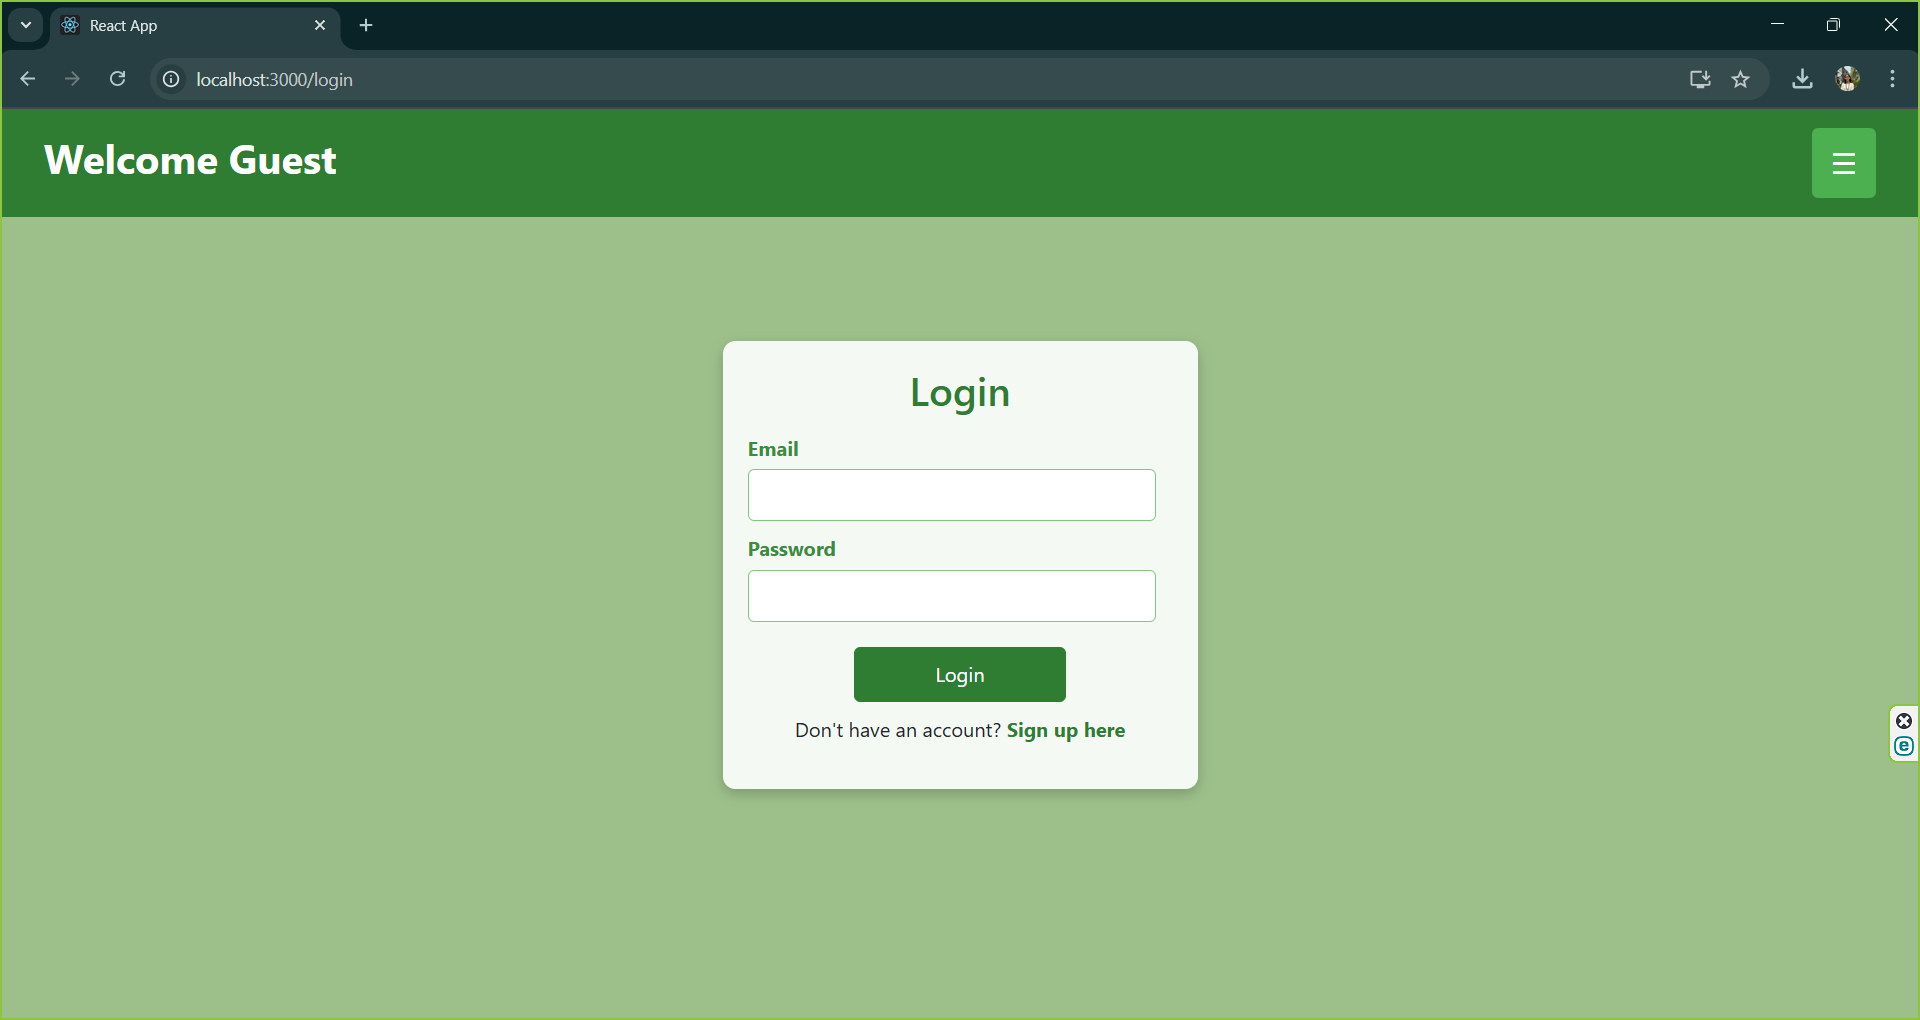 React App
localhost:3000/login
Welcome Guest
Login
Email
Password
Login
Don't have an account? Sign up here
e